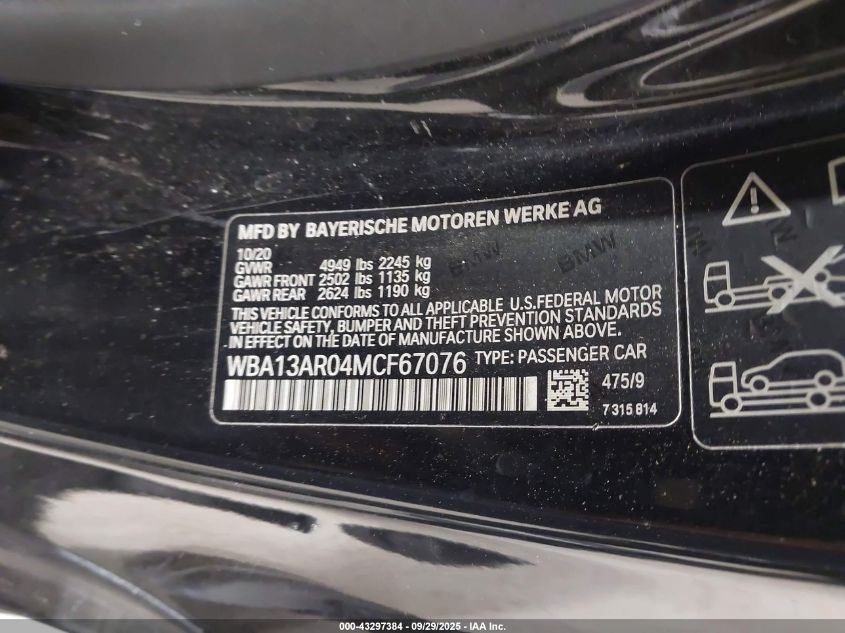 MFD BY BAYERISCHE MOTOREN WERKE AG
10/20
GVWR 4949 lbs 2245 kg
GAWR FRONT 2502 lbs 1135 kg
GAWR REAR 2624 lbs 1190 kg
THIS VEHICLE CONFORMS TO ALL APPLICABLE U.S.FEDERAL MOTOR
VEHICLE SAFETY, BUMPER AND THEFT PREVENTION STANDARDS
IN EFFECT ON THE DATE OF MANUFACTURE SHOWN ABOVE.
WBA13AR04MCF67076 TYPE: PASSENGER CAR
475/9
7 315 814
BMW BMW
000-43297384 | 09/29/2025 - IAA Inc.